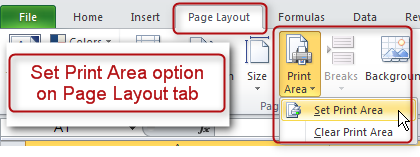 File Home Insert Page Layout Formulas Data
Colors
Size
Print Area Breaks Background
Set Print Area option
on Page Layout tab
Set Print Area
Clear Print Area
A1